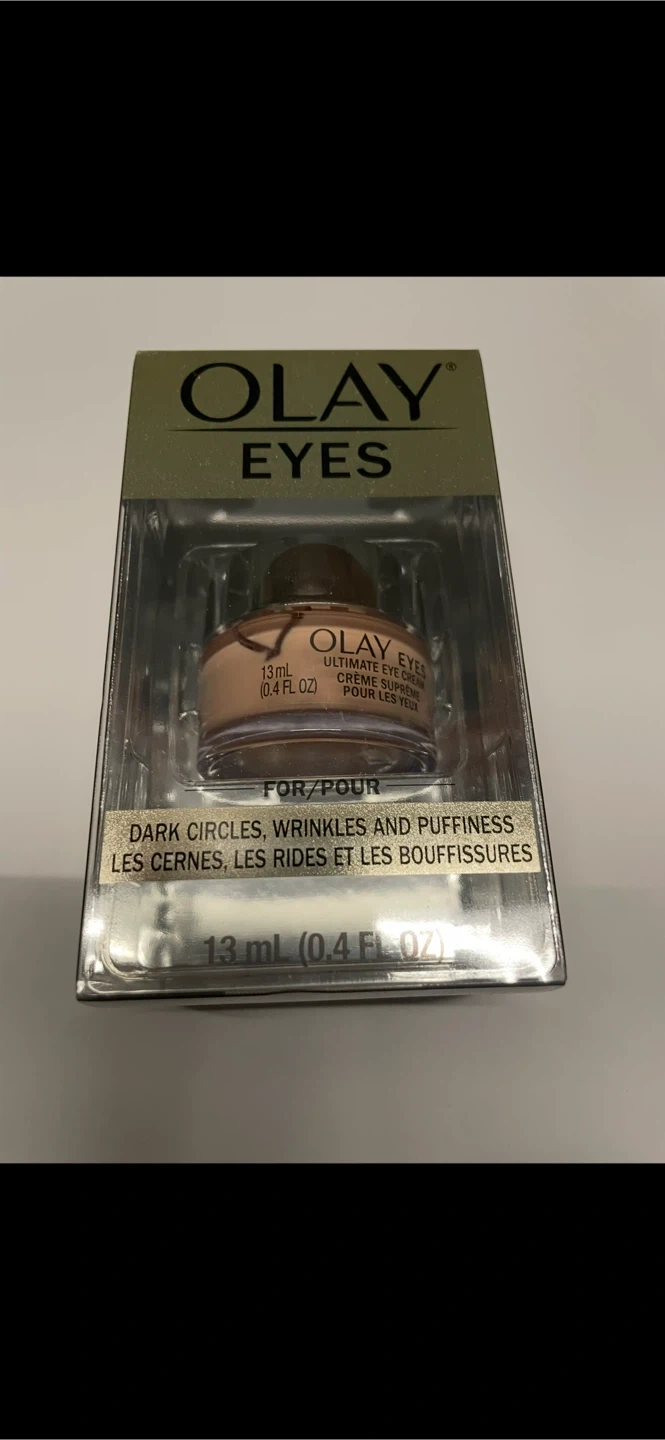 OLAY®
EYES
OLAY EYES
ULTIMATE EYE CREAM
CRÈME SUPRÊME
POUR LES YEUX
13 mL
(0.4 FL OZ)
FOR/POUR
DARK CIRCLES, WRINKLES AND PUFFINESS
LES CERNES, LES RIDES ET LES BOUFFISSURES
13 mL (0.4 FL OZ)